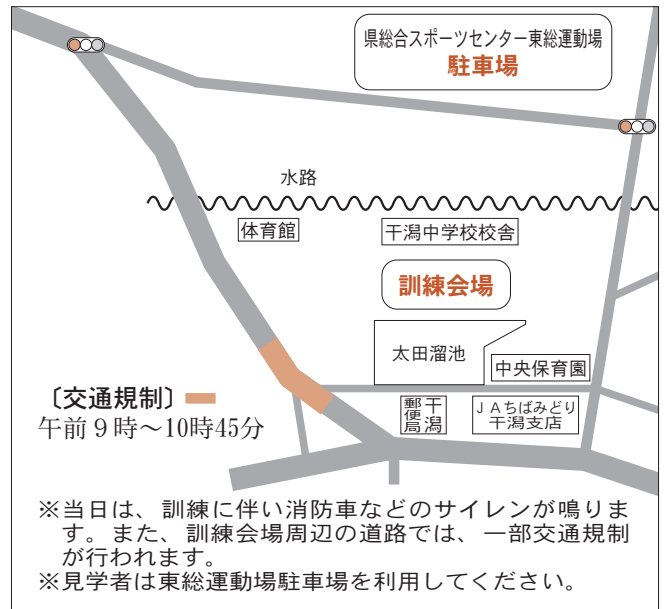 県総合スポーツセンター東総運動場
駐車場
水路
体育館
干潟中学校校舎
訓練会場
太田溜池
中央保育園
干潟
郵便局
JAちばみどり
干潟支店
〔交通規制〕
午前9時〜10時45分
※当日は、訓練に伴い消防車などのサイレンが鳴りま
す。また、訓練会場周辺の道路では、一部交通規制
が行われます。
※見学者は東総運動場駐車場を利用してください。